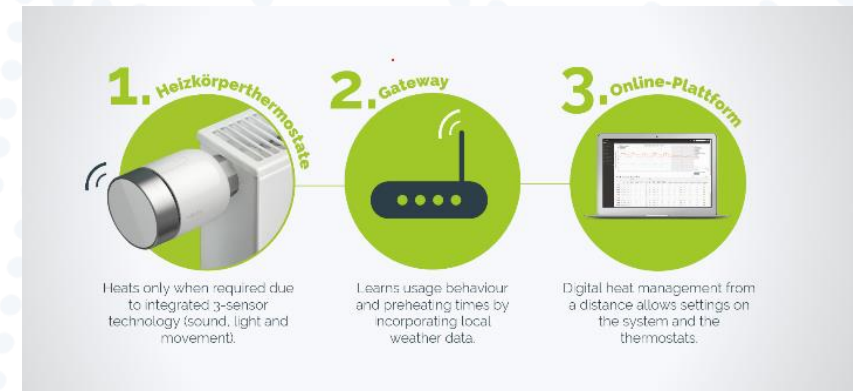 1. Heizkörperthermostate
2. Gateway
3. Online-Plattform
Heats only when required due
to integrated 3-sensor
technology (sound, light and
movement).
Learns usage behaviour
and preheating times by
incorporating local
weather data.
Digital heat management from
a distance allows settings on
the system and the
thermostats.